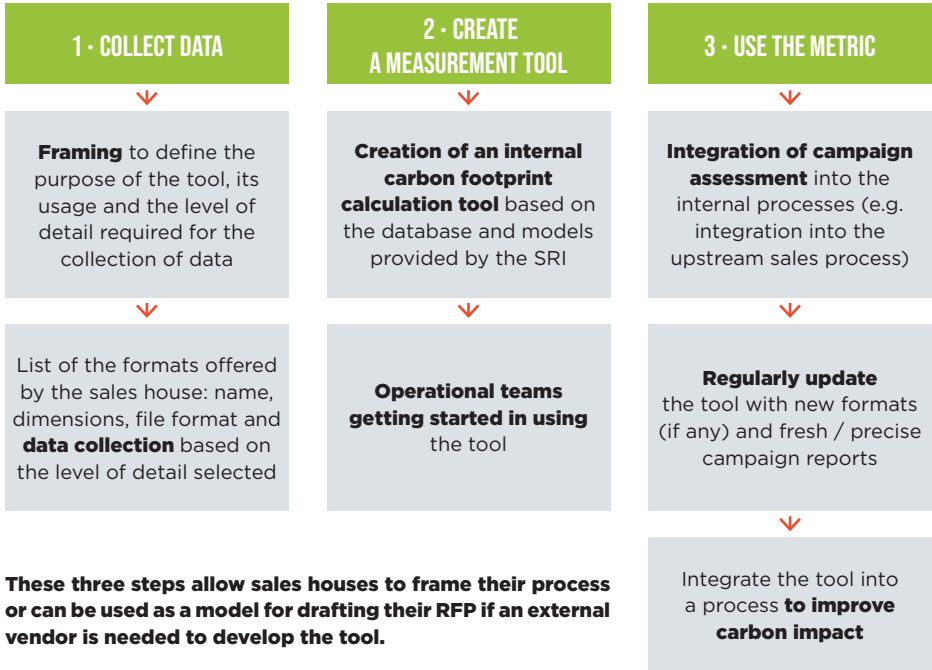 1 • COLLECT DATA
Framing to define the
purpose of the tool, its
usage and the level of
detail required for the
collection of data
List of the formats offered
by the sales house: name,
dimensions, file format and
data collection based on
the level of detail selected
2 • CREATE
A MEASUREMENT TOOL
Creation of an internal
carbon footprint
calculation tool based on
the database and models
provided by the SRI
Operational teams
getting started in using
the tool
3 • USE THE METRIC
Integration of campaign
assessment into the
internal processes (e.g.
integration into the
upstream sales process)
Regularly update
the tool with new formats
(if any) and fresh / precise
campaign reports
Integrate the tool into
a process to improve
carbon impact
These three steps allow sales houses to frame their process
or can be used as a model for drafting their RFP if an external
vendor is needed to develop the tool.